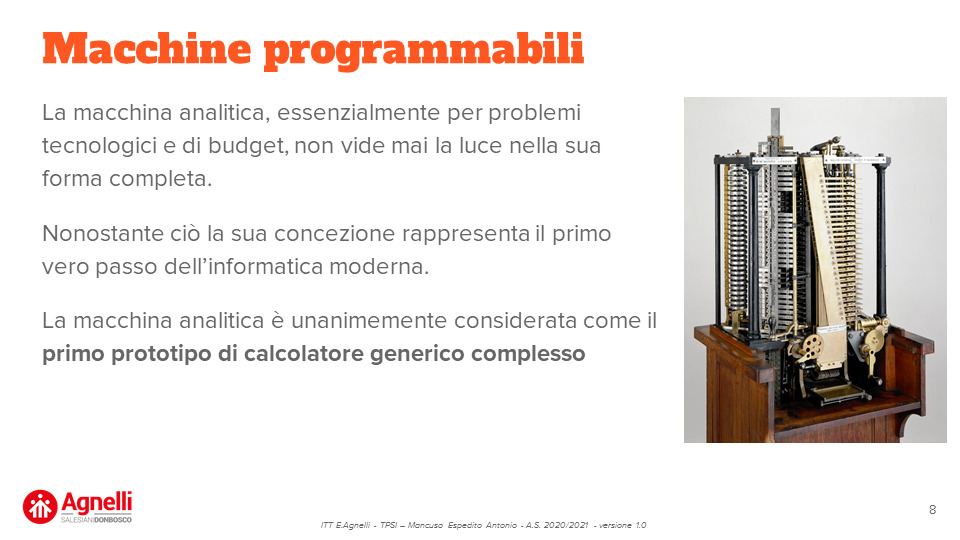 Macchine programmabili
La macchina analitica, essenzialmente per problemi
tecnologici e di budget, non vide mai la luce nella sua
forma completa.
Nonostante ciò la sua concezione rappresenta il primo
vero passo dell’informatica moderna.
La macchina analitica è unanimemente considerata come il
primo prototipo di calcolatore generico complesso
Agnelli
SALESIANIDONBOSCO
ITT E.Agnelli - TPSI – Mancuso Espedito Antonio - A.S. 2020/2021 - versione 1.0
8